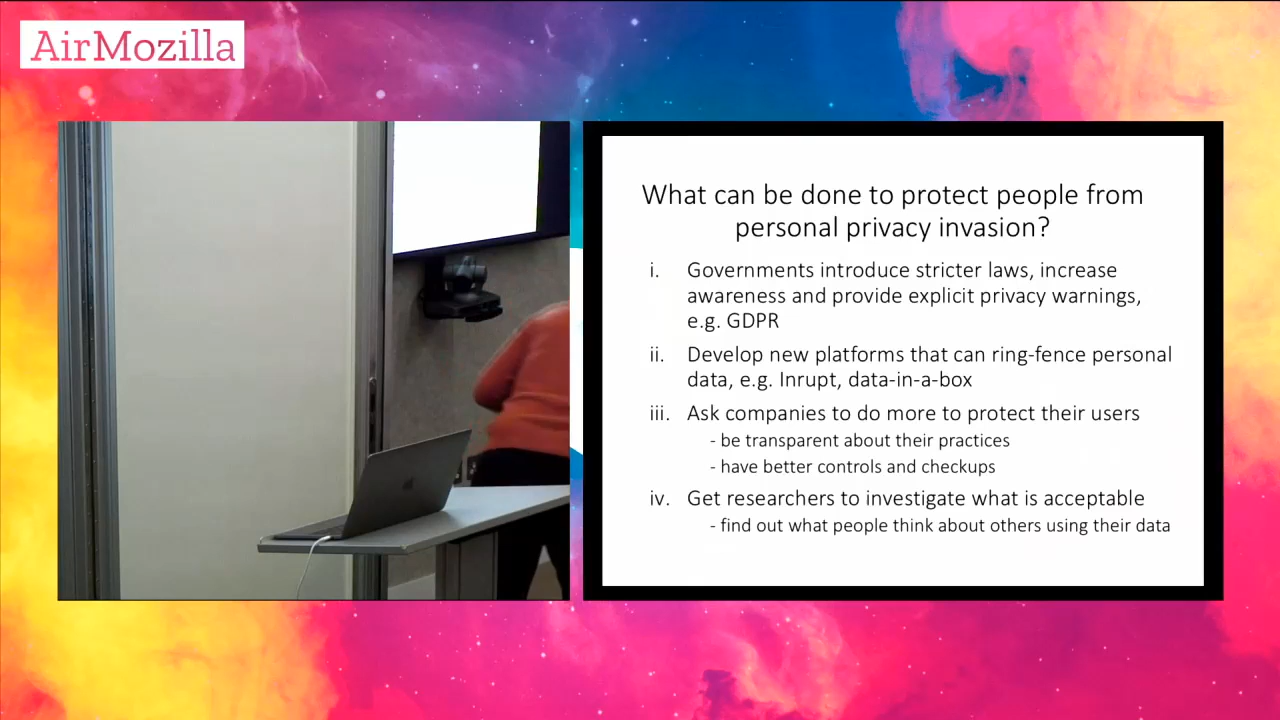 AirMozilla
What can be done to protect people from
personal privacy invasion?
i. Governments introduce stricter laws, increase
awareness and provide explicit privacy warnings,
e.g. GDPR
ii. Develop new platforms that can ring-fence personal
data, e.g. Inrupt, data-in-a-box
iii. Ask companies to do more to protect their users
- be transparent about their practices
- have better controls and checkups
iv. Get researchers to investigate what is acceptable
- find out what people think about others using their data